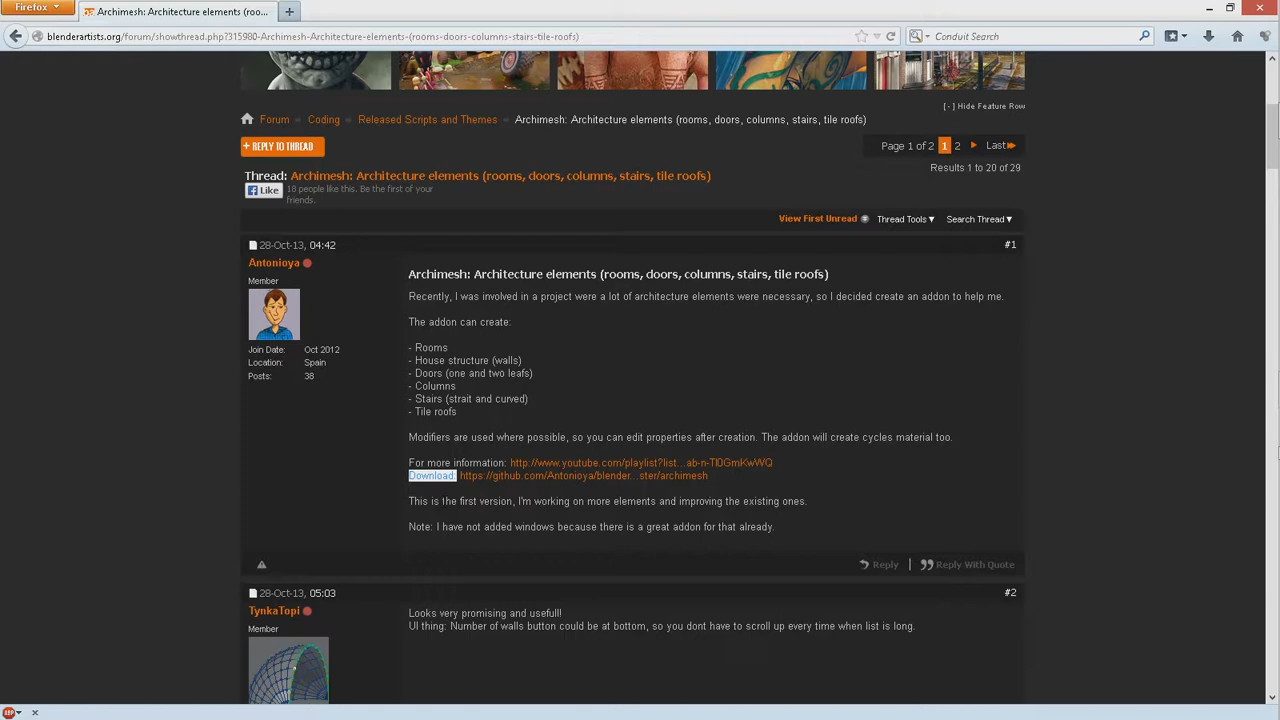 Firefox
Archimesh: Architecture elements (roo...
blenderartists.org/forum/showthread.php?315980-Archimesh-Architecture-elements-(rooms-doors-columns-stairs-tile-roofs)
Conduit Search
[-] Hide Feature Row
Forum Coding Released Scripts and Themes Archimesh: Architecture elements (rooms, doors, columns, stairs, tile roofs)
+ REPLY TO THREAD
Page 1 of 2 1 2 Last
Results 1 to 20 of 29
Thread: Archimesh: Architecture elements (rooms, doors, columns, stairs, tile roofs)
Like 18 people like this. Be the first of your
friends.
View First Unread Thread Tools Search Thread
28-Oct-13, 04:42 #1
Antonioya
Member
Join Date: Oct 2012
Location: Spain
Posts: 38
Archimesh: Architecture elements (rooms, doors, columns, stairs, tile roofs)
Recently, I was involved in a project were a lot of architecture elements were necessary, so I decided create an addon to help me.
The addon can create:
- Rooms
- House structure (walls)
- Doors (one and two leafs)
- Columns
- Stairs (strait and curved)
- Tile roofs
Modifiers are used where possible, so you can edit properties after creation. The addon will create cycles material too.
For more information: http://www.youtube.com/playlist?list...ab-n-Tl0GmKwWQ
Download: https://github.com/Antonioya/blender...ster/archimesh
This is the first version, I'm working on more elements and improving the existing ones.
Note: I have not added windows because there is a great addon for that already.
Reply | Reply With Quote
28-Oct-13, 05:03 #2
TynkaTopi
Member
Looks very promising and usefull!
UI thing: Number of walls button could be at bottom, so you dont have to scroll up every time when list is long.